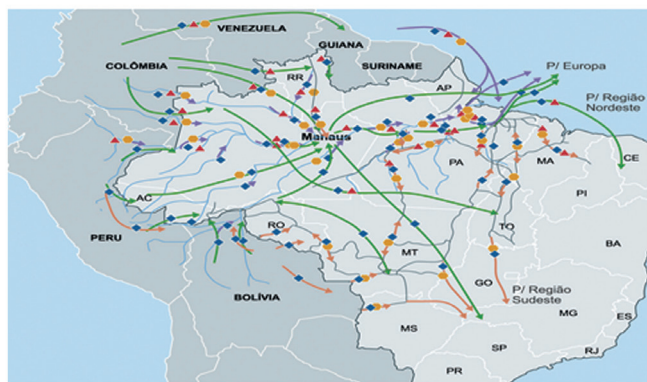 VENEZUELA
GUIANA
COLÔMBIA
SURINAME
RR
AP
P/ Europa
P/ Região
Nordeste
Manaus
PA
MA
CE
PI
AC
RO
TO
PERU
MT
BA
BOLÍVIA
GO
P/ Região
Sudeste
MG
MS
ES
SP
RJ
PR